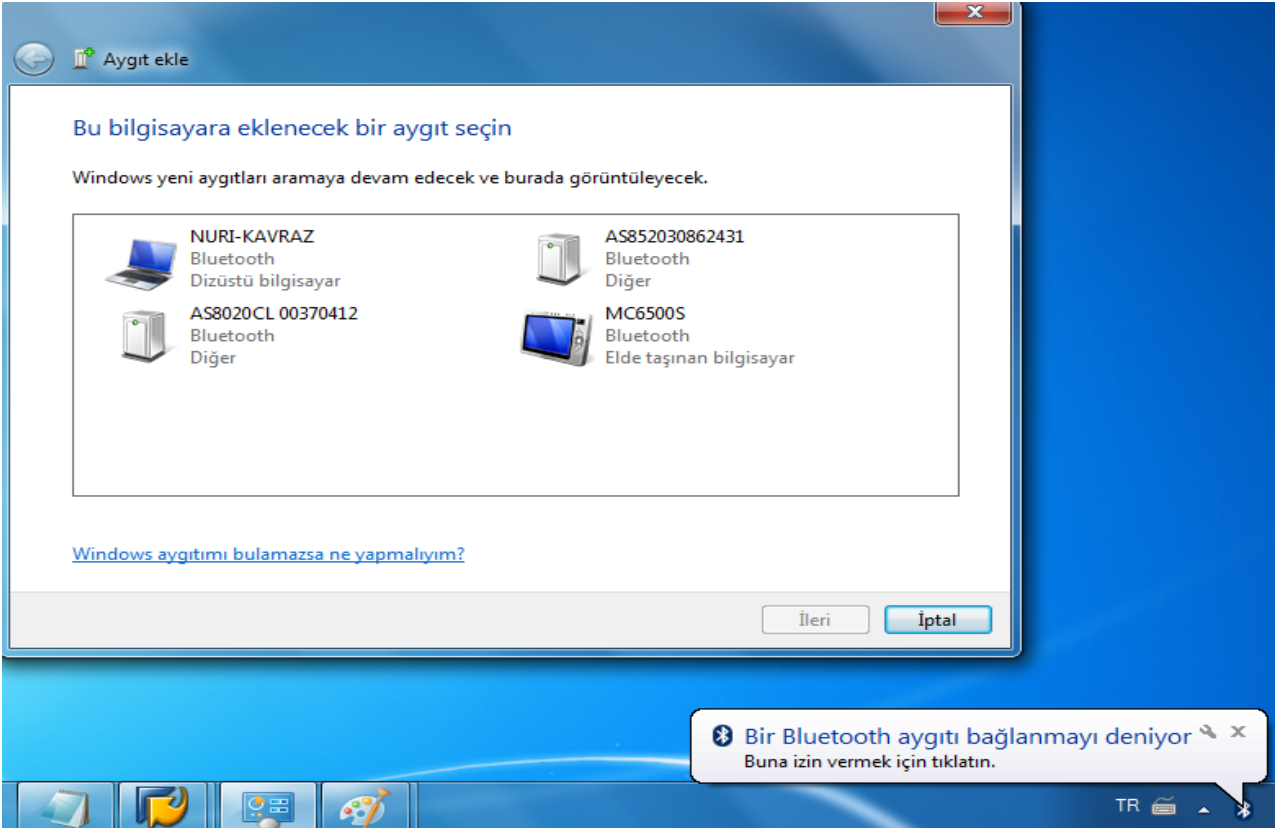 Aygıt ekle
Bu bilgisayara eklenecek bir aygıt seçin
Windows yeni aygıtları aramaya devam edecek ve burada görüntüleyecek.
NURI-KAVRAZ
Bluetooth
Dizüstü bilgisayar
AS852030862431
Bluetooth
Diğer
AS8020CL 00370412
Bluetooth
Diğer
MC6500S
Bluetooth
Elde taşınan bilgisayar
Windows aygıtımı bulamazsa ne yapmalıyım?
İleri
İptal
Bir Bluetooth aygıtı bağlanmayı deniyor
Buna izin vermek için tıklatın.
TR